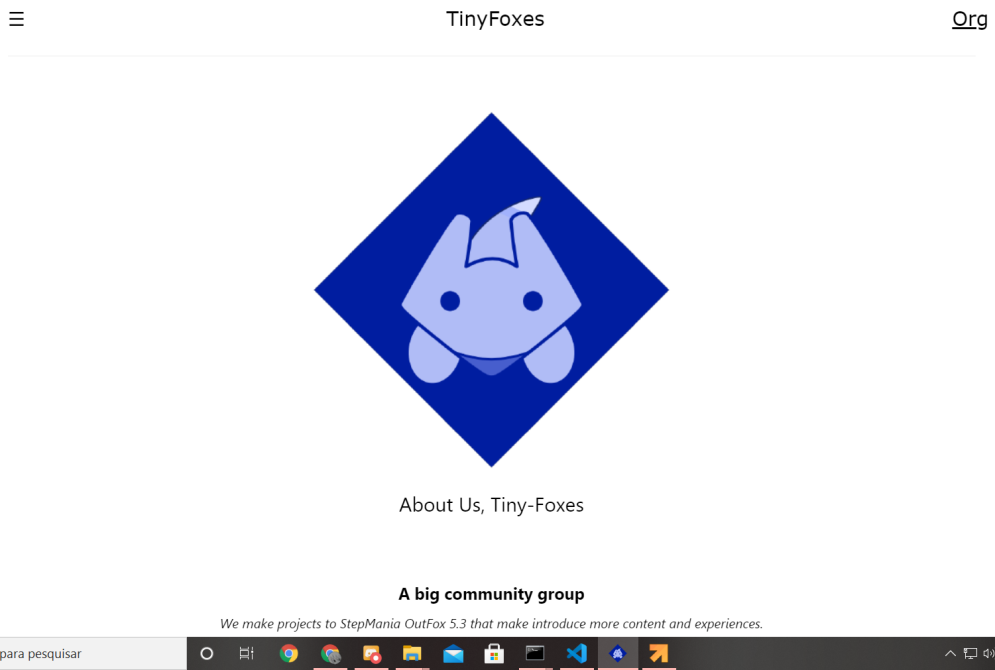 ☰ TinyFoxes Org
About Us, Tiny-Foxes
A big community group
We make projects to StepMania OutFox 5.3 that make introduce more content and experiences.
para pesquisar